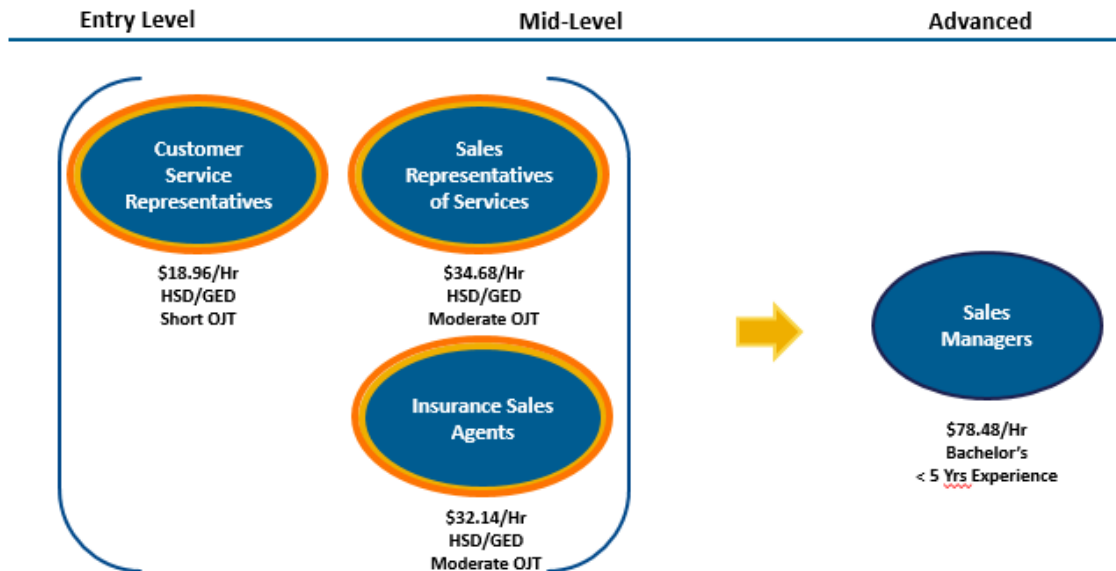 Entry Level
Mid-Level
Advanced
Customer
Service
Representatives
$18.96/Hr
HSD/GED
Short OJT
Sales
Representatives
of Services
$34.68/Hr
HSD/GED
Moderate OJT
Insurance Sales
Agents
$32.14/Hr
HSD/GED
Moderate OJT
Sales
Managers
$78.48/Hr
Bachelor's
< 5 Yrs Experience